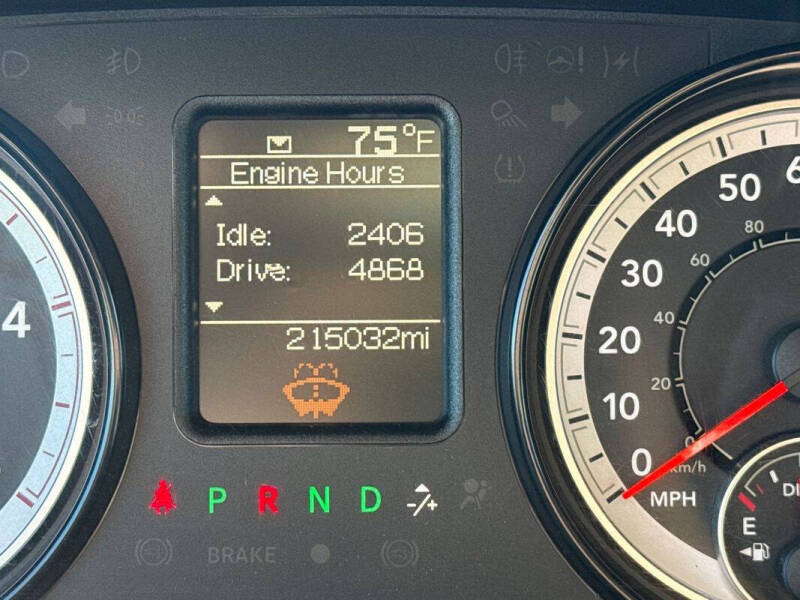 75°F
Engine Hours
Idle: 2406
Drive: 4868
215032mi
P R N D -/+
BRAKE
4
50
40
30
20
10
0
MPH
80
60
40
20
0
km/h
E